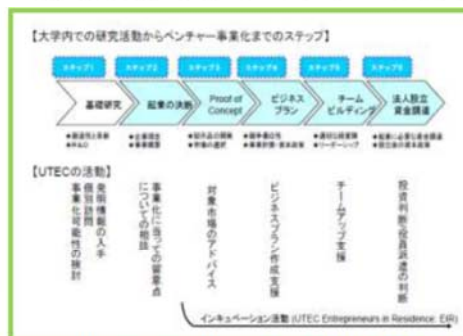 【大学内での研究活動からベンチャー事業化までのステップ】
ステップ1
ステップ2
ステップ3
ステップ4
ステップ5
ステップ6
基礎研究
起業の決断
Proof of
Concept
ビジネス
プラン
チーム
ビルディング
法人設立
資金調達
【UTECの活動】
発明情報の入手
個別訪問
事業化可能性の検討
事業化に当っての留意点
についての相談
対象市場のアドバイス
ビジネスプラン作成支援
チームアップ支援
投資判断と役員派遣の判断
インキュベーション活動 (UTEC Entrepreneurs in Residence: EIR)